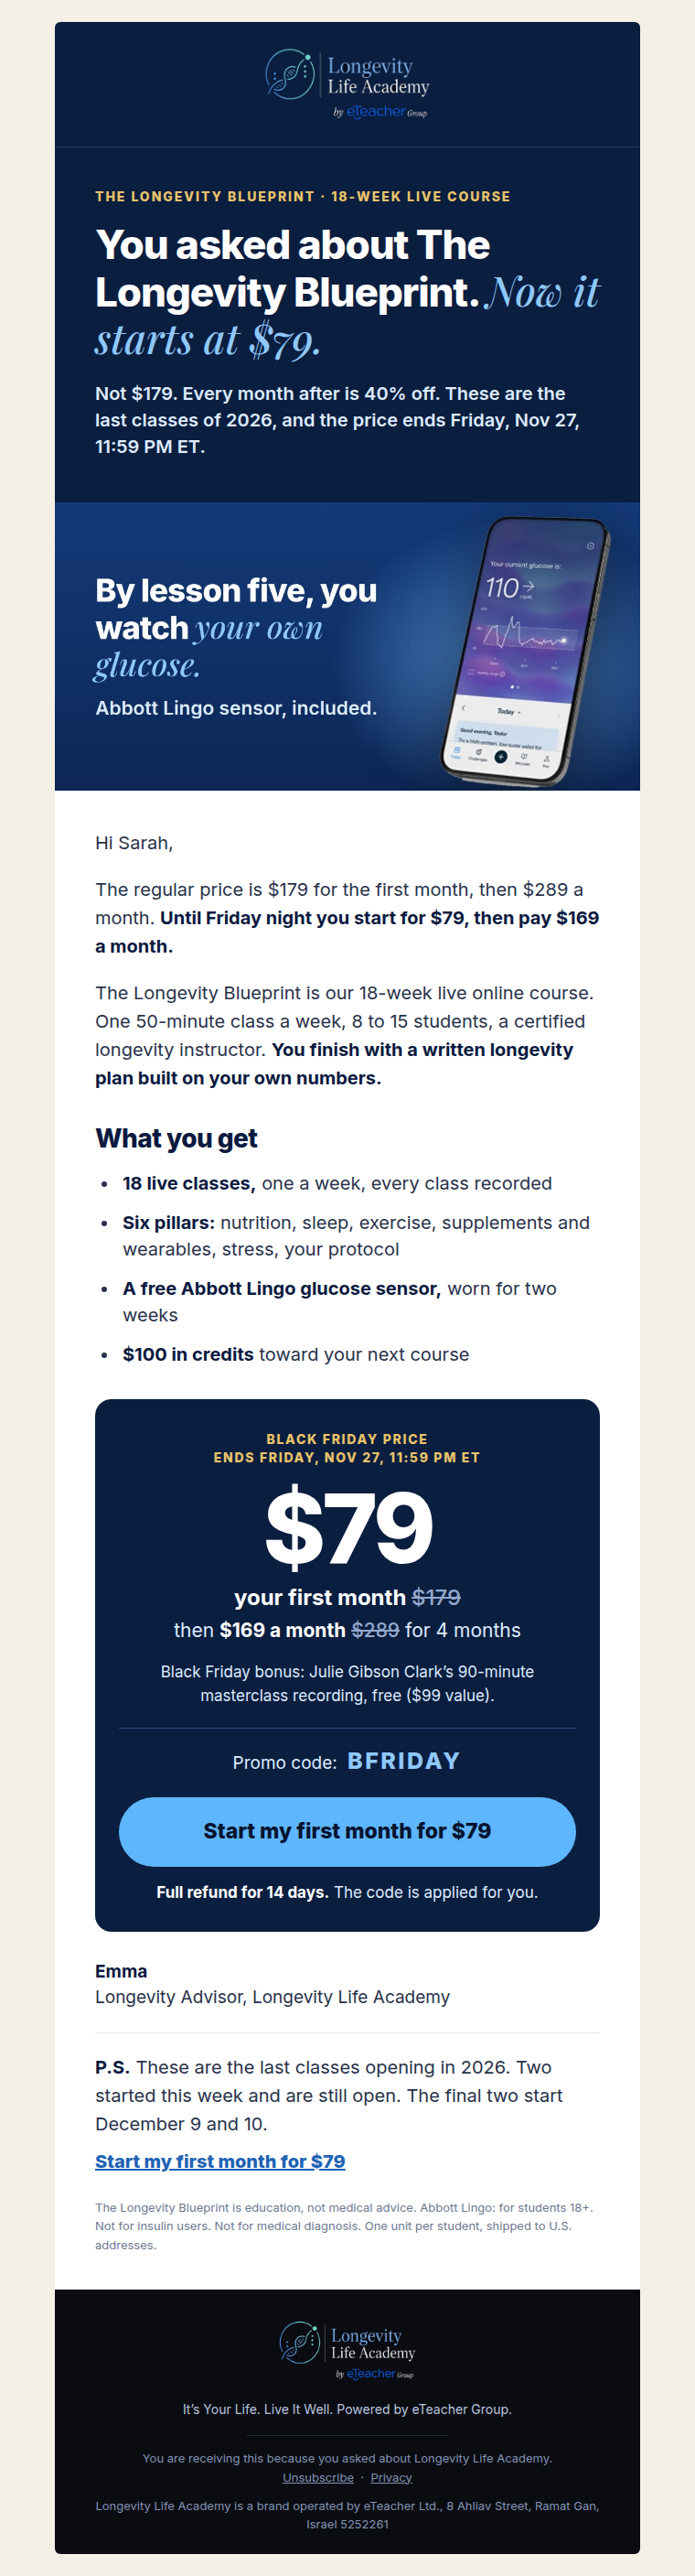 Longevity
Life Academy
by eTeacher Group
THE LONGEVITY BLUEPRINT · 18-WEEK LIVE COURSE
You asked about The
Longevity Blueprint. Now it
starts at $79.
Not $179. Every month after is 40% off. These are the
last classes of 2026, and the price ends Friday, Nov 27,
11:59 PM ET.
Your current glucose is:
110→
By lesson five, you
watch your own
glucose.
Abbott Lingo sensor, included.
Today
Good evening, Taylor
Hi Sarah,
The regular price is $179 for the first month, then $289 a
month. Until Friday night you start for $79, then pay $169
a month.
The Longevity Blueprint is our 18-week live online course.
One 50-minute class a week, 8 to 15 students, a certified
longevity instructor. You finish with a written longevity
plan built on your own numbers.
What you get
• 18 live classes, one a week, every class recorded
• Six pillars: nutrition, sleep, exercise, supplements and
wearables, stress, your protocol
• A free Abbott Lingo glucose sensor, worn for two
weeks
• $100 in credits toward your next course
BLACK FRIDAY PRICE
ENDS FRIDAY, NOV 27, 11:59 PM ET
$79
your first month $179
then $169 a month $289 for 4 months
Black Friday bonus: Julie Gibson Clark’s 90-minute
masterclass recording, free ($99 value).
Promo code: BFRIDAY
Start my first month for $79
Full refund for 14 days. The code is applied for you.
Emma
Longevity Advisor, Longevity Life Academy
P.S. These are the last classes opening in 2026. Two
started this week and are still open. The final two start
December 9 and 10.
Start my first month for $79
The Longevity Blueprint is education, not medical advice. Abbott Lingo: for students 18+.
Not for insulin users. Not for medical diagnosis. One unit per student, shipped to U.S.
addresses.
Longevity
Life Academy
by eTeacher Group
It’s Your Life. Live It Well. Powered by eTeacher Group.
You are receiving this because you asked about Longevity Life Academy.
Unsubscribe · Privacy
Longevity Life Academy is a brand operated by eTeacher Ltd., 8 Ahliav Street, Ramat Gan,
Israel 5252261